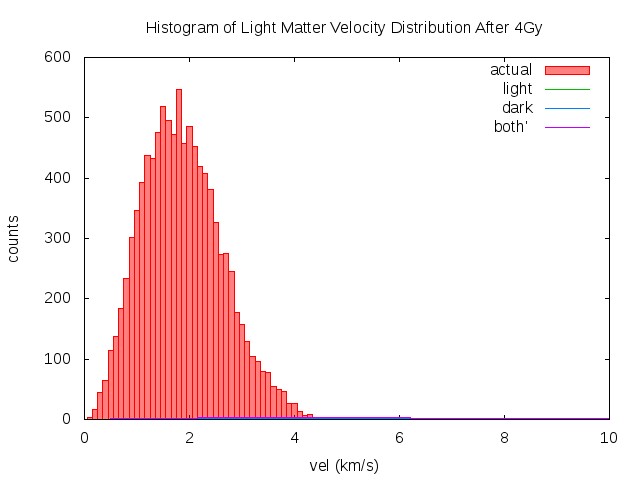 Histogram of Light Matter Velocity Distribution After 4Gy
600
500
400
300
200
100
0
counts
actual
light
dark
both'
0 2 4 6 8 10
vel (km/s)